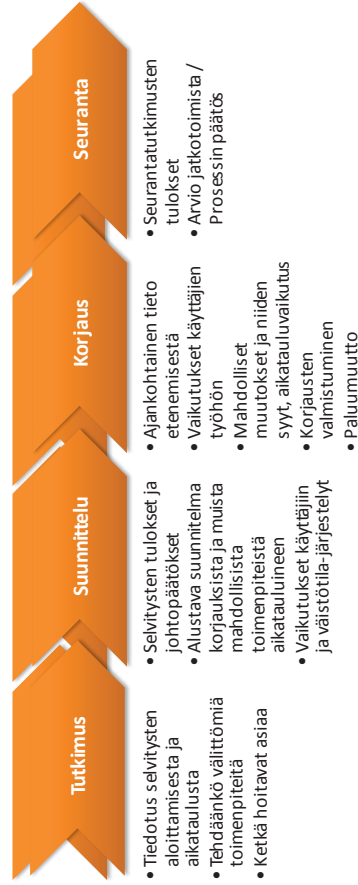 Tutkimus
• Tiedotus selvitysten
aloittamisesta ja
aikataulusta
• Tehdäänkö välittömiä
toimenpiteitä
• Ketkä hoitavat asiaa
Suunnittelu
• Selvitysten tulokset ja
johtopäätökset
• Alustava suunnitelma
korjauksista ja muista
mahdollisista
toimenpiteistä
aikatauluineen
• Vaikutukset käyttäjiin
ja väistötila-järjestelyt
Korjaus
• Ajankohtainen tieto
etenemisestä
• Vaikutukset käyttäjien
työhön
• Mahdolliset
muutokset ja niiden
syyt, aikatauluvaikutus
• Korjausten
valmistuminen
• Paluumuutto
Seuranta
• Seurantatutkimusten
tulokset
• Arvio jatkotoimista /
Prosessin päätös